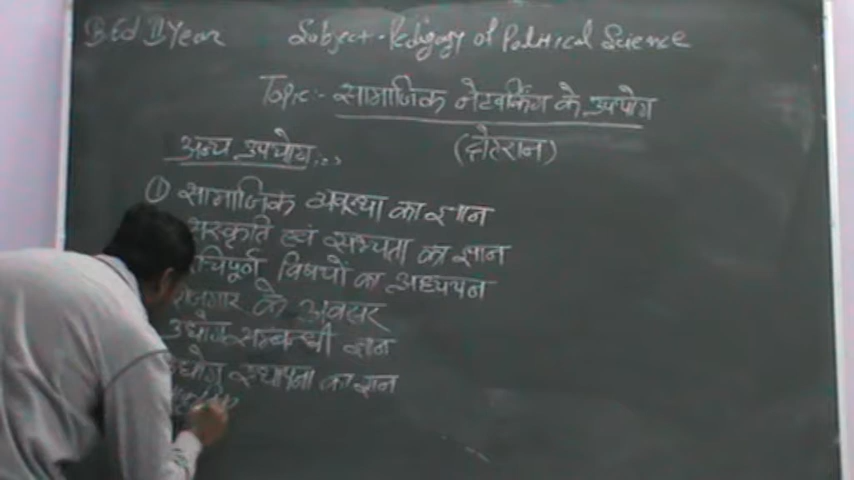 B.Ed II Year Subject - Pedagogy of Political Science
Topic:- सामाजिक नेटवर्किंग के उपयोग
अन्य उपयोग...
(दोहरान)
① सामाजिक व्यवस्था का ज्ञान
संस्कृति एवं सभ्यता का ज्ञान
रुचिपूर्ण विषयों का अध्ययन
रोजगार के अवसर
उद्योग सम्बन्धी ज्ञान
उद्योग स्थापना का ज्ञान